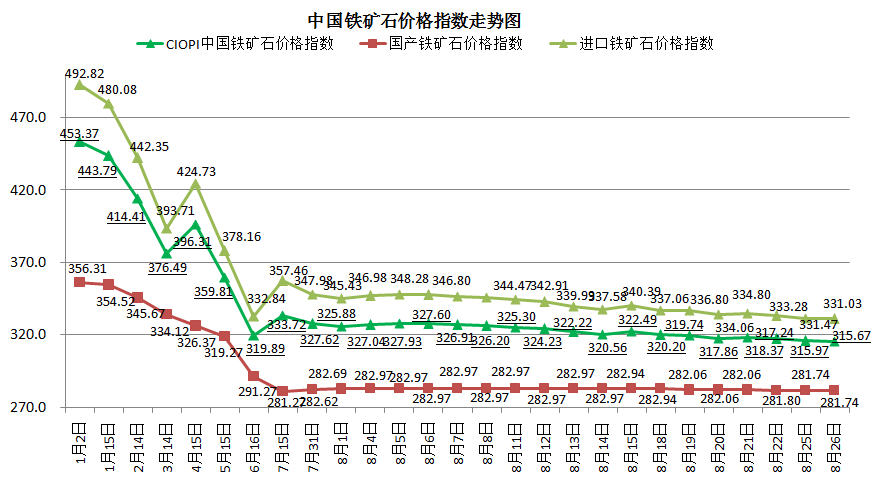 中国铁矿石价格指数走势图
CIOPI中国铁矿石价格指数 国产铁矿石价格指数 进口铁矿石价格指数
470.0
420.0
370.0
320.0
270.0
492.82 480.08 442.35 393.71 424.73 378.16 332.84 357.46 347.98 345.43 346.98 348.28 346.80 344.47 342.91 339.99 337.58 340.39 337.06 336.80 334.06 334.80 333.28 331.47 331.03
453.37 443.79 414.41 376.49 396.31 359.81 319.89 333.72 327.62 325.88 327.04 327.93 327.60 326.91 326.20 325.30 324.23 322.22 320.56 322.49 320.20 319.74 317.86 318.37 317.24 315.97 315.67
356.31 354.52 345.67 334.12 326.37 319.27 291.27 281.27 282.62 282.69 282.97 282.97 282.97 282.97 282.97 282.97 282.97 282.97 282.97 282.94 282.94 282.06 282.06 282.06 281.80 281.74 281.74
1月2日 1月15日 2月14日 3月14日 4月15日 5月15日 6月16日 7月15日 7月31日 8月1日 8月4日 8月5日 8月6日 8月7日 8月8日 8月11日 8月12日 8月13日 8月14日 8月15日 8月18日 8月19日 8月20日 8月21日 8月22日 8月25日 8月26日